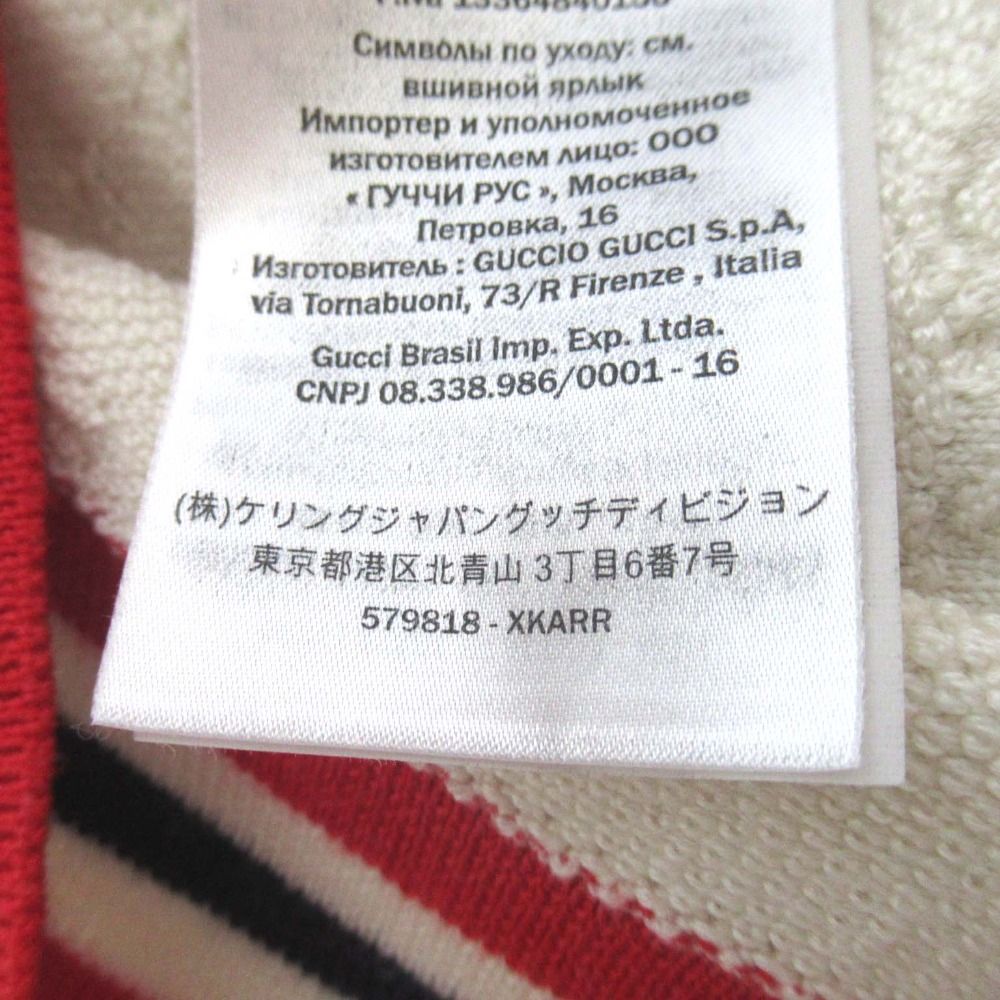 Символы по уходу: см.
вшивной ярлык
Импортер и уполномоченное
изготовителем лицо: ООО
« ГУЧЧИ РУС », Москва,
Петровка, 16
Изготовитель : GUCCIO GUCCI S.p.A,
via Tornabuoni, 73/R Firenze , Italia
Gucci Brasil Imp. Exp. Ltda.
CNPJ 08.338.986/0001 - 16
(株)ケリングジャパングッチディビジョン
東京都港区北青山 3丁目6番7号
579818 - XKARR